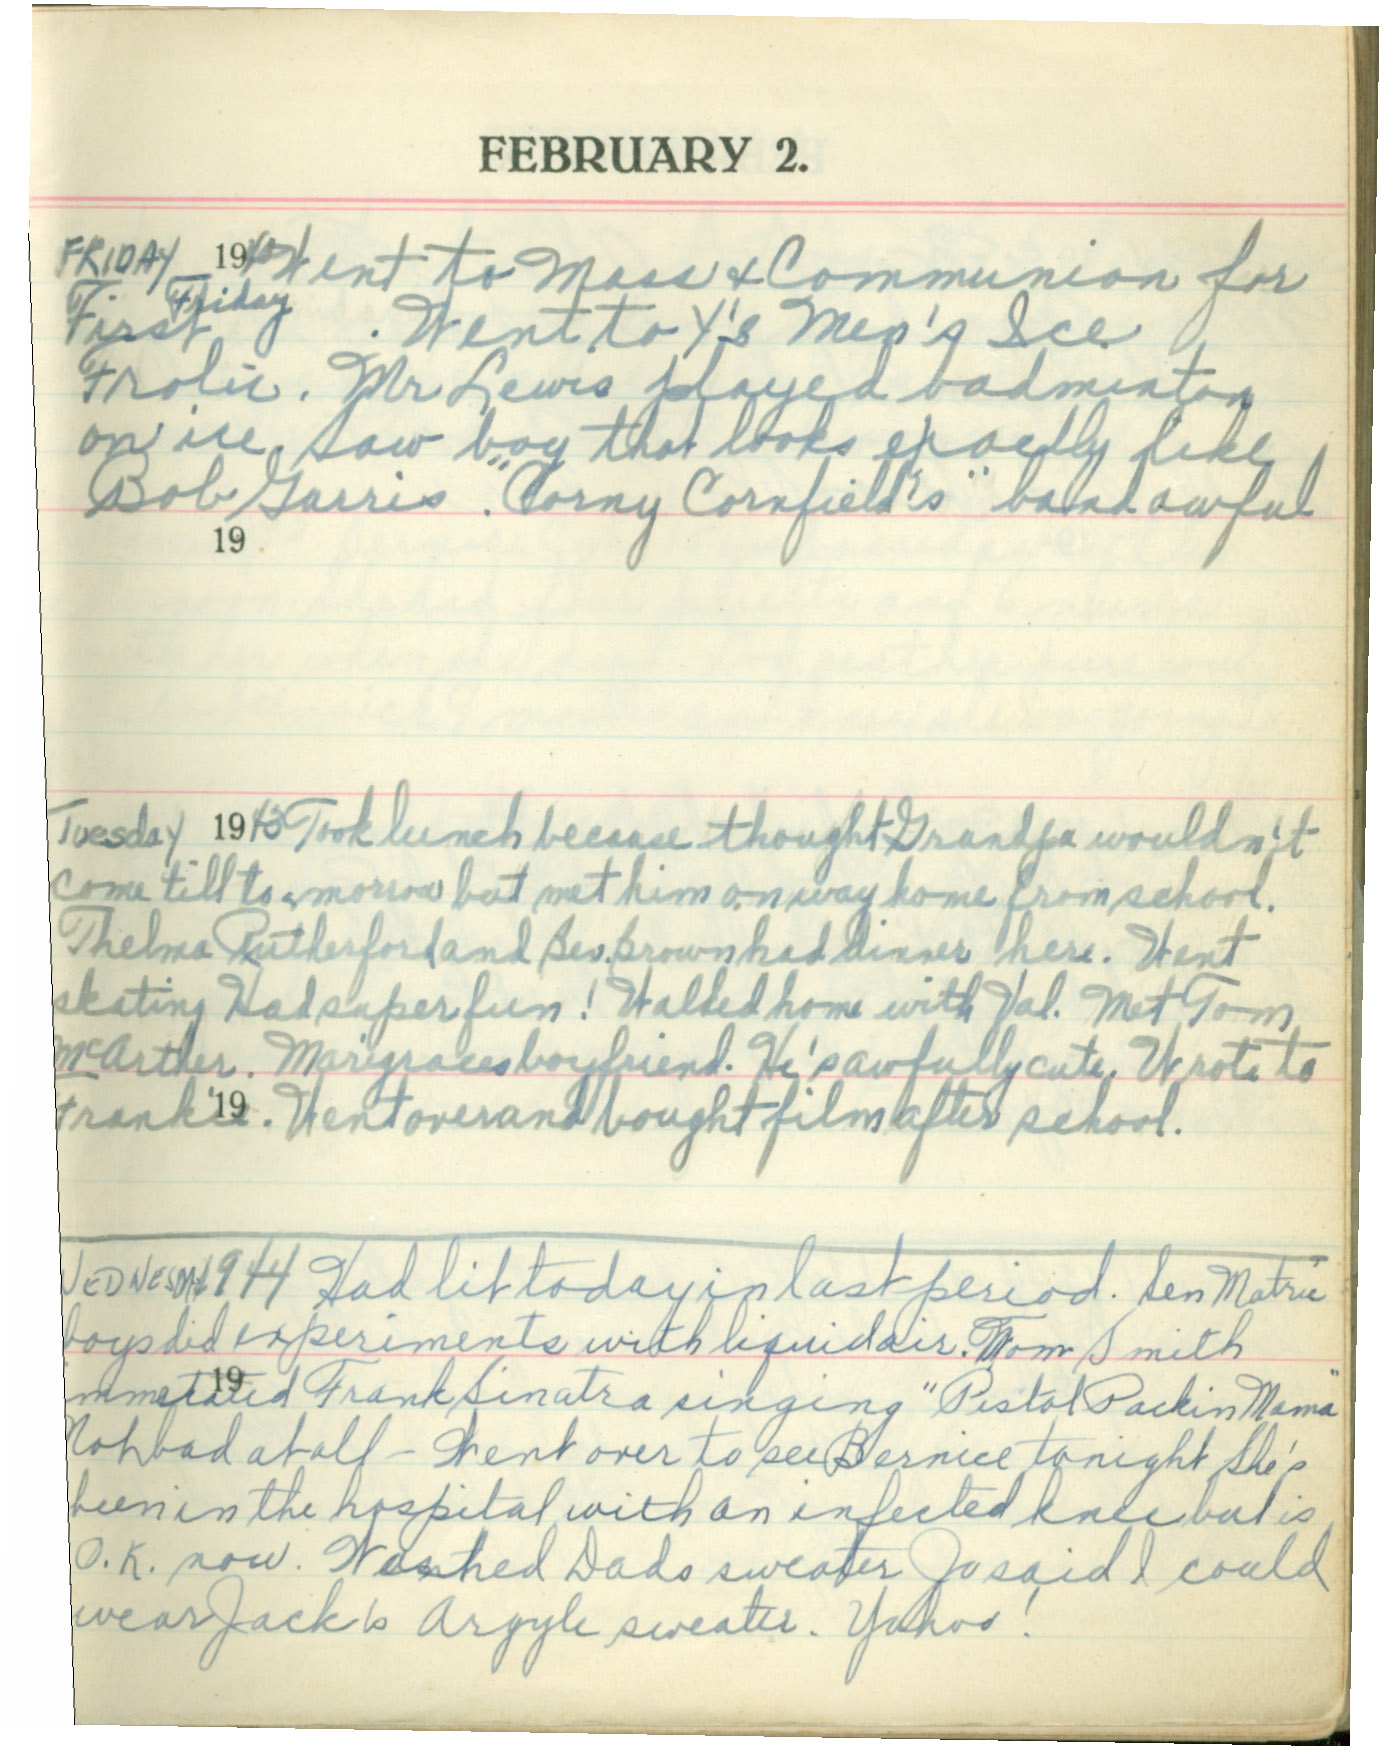 FEBRUARY 2.
FRIDAY 1940 Went to Mass & Communion for
First Friday. Went to Y's Men's Ice
Frolic. Mr Lewis played badminton
on ice. Saw boy that looks exactly like
Bob Garris. "Corny Cornfield's" band awful
19
Tuesday 1943 Took lunch because thought Grandpa wouldn't
come till to-morrow but met him on way home from school.
Thelma Rutherford and Bev. Brown had dinner here. Went
skating Had super fun! Walked home with Val. Met Tom
McArther. Marigraces boyfriend. He's awfully cute. Wrote to
Frankie. Went over and bought film after school.
19
WEDNESDAY 1944 Had lit today in last period. Sen Matric
boys did experiments with liquid air. Tom Smith
immetated Frank Sinatra singing "Pistol Packin Mama"
19
Not bad at all – Went over to see Bernice tonight She's
been in the hospital with an infected knee but is
O.K. now. Washed Dads sweater Jo said I could
wear Jack's Argyle sweater. Yahoo!